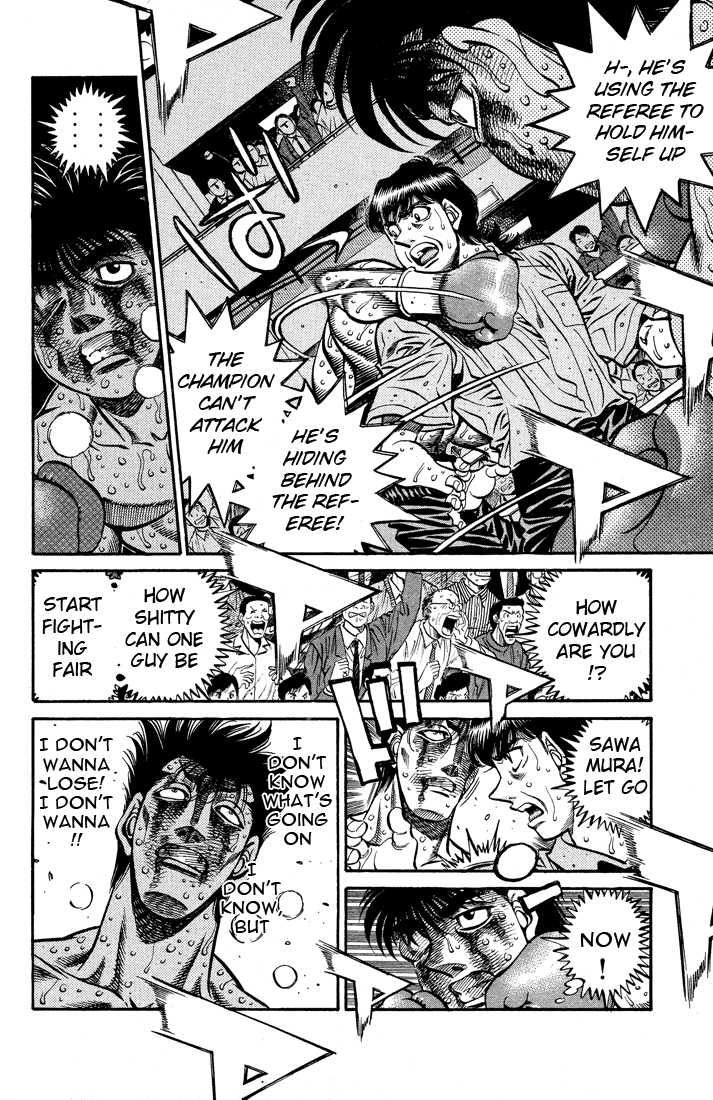 H-, HE'S
USING THE
REFEREE TO
HOLD HIM-
SELF UP
ばっ
THE
CHAMPION
CAN'T
ATTACK
HIM
HE'S
HIDING
BEHIND
THE REF-
EREE!
......
HOW
COWARDLY
ARE YOU
!?
HOW
SHITTY
CAN ONE
GUY BE
START
FIGHT-
ING
FAIR
SAWA
MURA!
LET GO
I
DON'T
KNOW
WHAT'S
GOING
ON
I DON'T
WANNA
LOSE!
I DON'T
WANNA
!!
I
DON'T
KNOW,
BUT
NOW
!